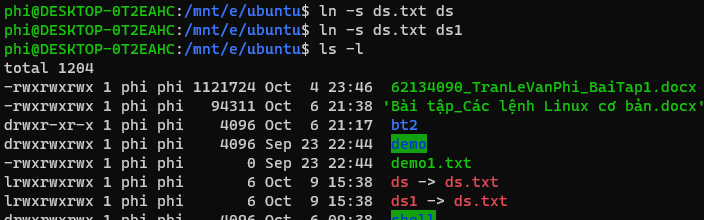 phi@DESKTOP-0T2EAHC:/mnt/e/ubuntu$ ln -s ds.txt ds
phi@DESKTOP-0T2EAHC:/mnt/e/ubuntu$ ln -s ds.txt ds1
phi@DESKTOP-0T2EAHC:/mnt/e/ubuntu$ ls -l
total 1204
-rwxrwxrwx 1 phi phi 1121724 Oct  4 23:46  62134090_TranLeVanPhi_BaiTap1.docx
-rwxrwxrwx 1 phi phi   94311 Oct  6 21:38 'Bài tập_Các lệnh Linux cơ bản.docx'
drwxr-xr-x 1 phi phi    4096 Oct  6 21:17  bt2
drwxrwxrwx 1 phi phi    4096 Sep 23 22:44  demo
-rwxrwxrwx 1 phi phi       0 Sep 23 22:44  demo1.txt
lrwxrwxrwx 1 phi phi       6 Oct  9 15:38  ds -> ds.txt
lrwxrwxrwx 1 phi phi       6 Oct  9 15:38  ds1 -> ds.txt
drwxrwxrwx 1 phi phi    4096 Oct  6 09:38  shell